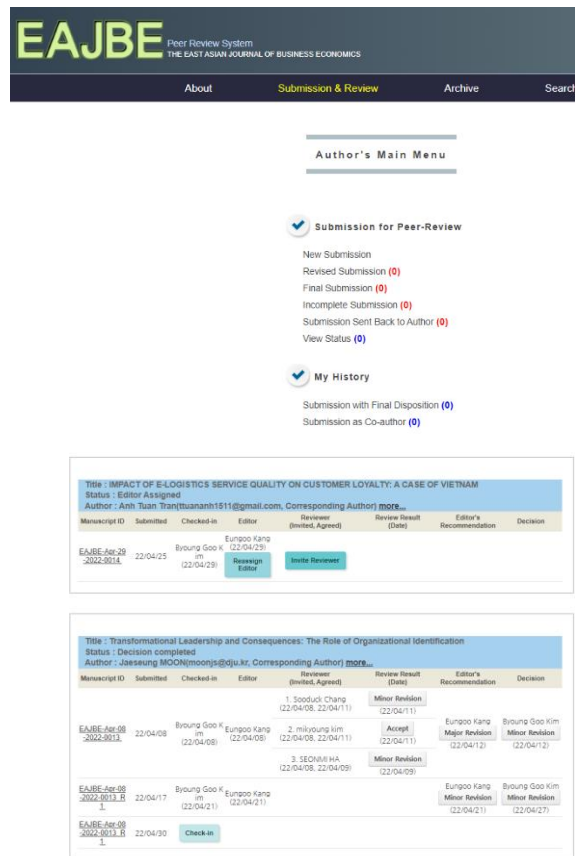 EAJBE
Peer Review System
THE EAST ASIAN JOURNAL OF BUSINESS ECONOMICS
About Submission & Review Archive Search
Author's Main Menu
Submission for Peer-Review
New Submission
Revised Submission (0)
Final Submission (0)
Incomplete Submission (0)
Submission Sent Back to Author (0)
View Status (0)
My History
Submission with Final Disposition (0)
Submission as Co-author (0)
Title : IMPACT OF E-LOGISTICS SERVICE QUALITY ON CUSTOMER LOYALTY: A CASE OF VIETNAM
Status : Editor Assigned
Author : Anh Tuan Tran(ttuananh1511@gmail.com, Corresponding Author) more...
Manuscript ID Submitted Checked-in Editor Reviewer (Invited, Agreed) Review Result (Date) Editor's Recommendation Decision
EAJBE-Apr-29
-2022-0014
22/04/25
Byoung Goo K
im
(22/04/29)
Eungoo Kang
(22/04/29)
Reassign
Editor
Invite Reviewer
Title : Transformational Leadership and Consequences: The Role of Organizational Identification
Status : Decision completed
Author : Jaeseung MOON(moonjs@dju.kr, Corresponding Author) more...
Manuscript ID Submitted Checked-in Editor Reviewer (Invited, Agreed) Review Result (Date) Editor's Recommendation Decision
EAJBE-Apr-08
-2022-0013
22/04/08
Byoung Goo K
im
(22/04/08)
Eungoo Kang
(22/04/08)
1. Sooduck Chang
(22/04/08, 22/04/11)
Minor Revision
(22/04/11)
2. mikyoung kim
(22/04/08, 22/04/11)
Accept
(22/04/11)
3. SEONMI HA
(22/04/08, 22/04/09)
Minor Revision
(22/04/09)
Eungoo Kang
Major Revision
(22/04/12)
Byoung Goo Kim
Minor Revision
(22/04/12)
EAJBE-Apr-08
-2022-0013_R
1
22/04/17
Byoung Goo K
im
(22/04/21)
Eungoo Kang
(22/04/21)
Eungoo Kang
Minor Revision
(22/04/21)
Byoung Goo Kim
Minor Revision
(22/04/27)
EAJBE-Apr-08
-2022-0013_R
1
22/04/30
Check-in